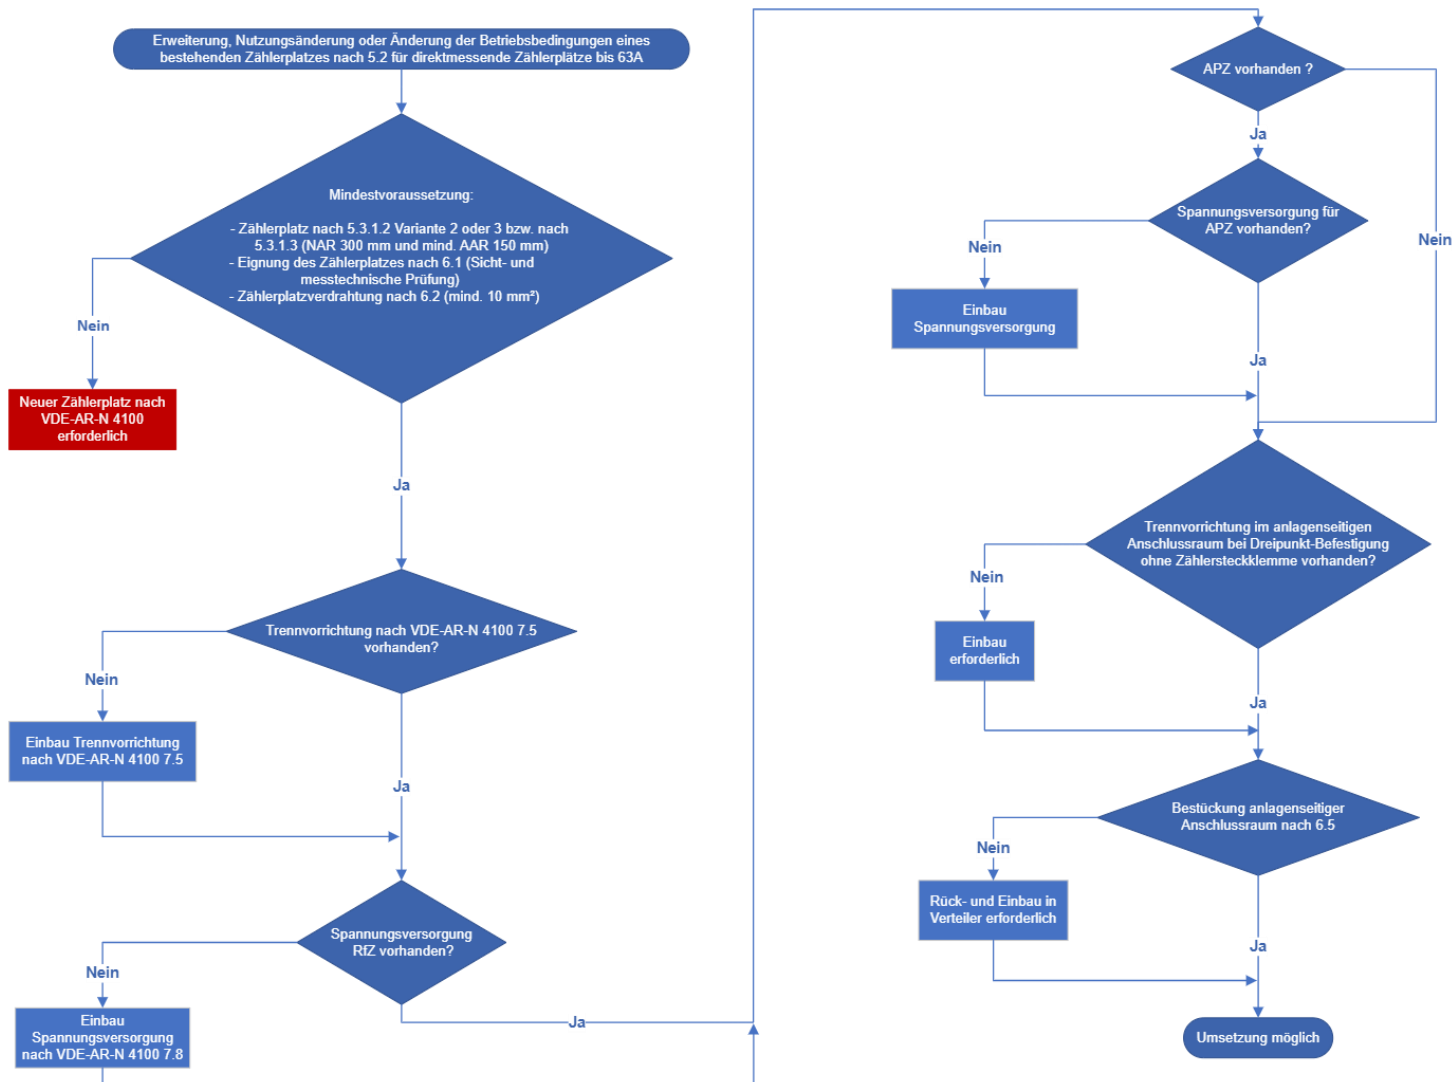 Erweiterung, Nutzungsänderung oder Änderung der Betriebsbedingungen eines
bestehenden Zählerplatzes nach 5.2 für direktmessende Zählerplätze bis 63A
Mindestvoraussetzung:
- Zählerplatz nach 5.3.1.2 Variante 2 oder 3 bzw. nach
5.3.1.3 (NAR 300 mm und mind. AAR 150 mm)
- Eignung des Zählerplatzes nach 6.1 (Sicht- und
messtechnische Prüfung)
- Zählerplatzverdrahtung nach 6.2 (mind. 10 mm²)
Nein
Neuer Zählerplatz nach
VDE-AR-N 4100
erforderlich
Ja
Trennvorrichtung nach VDE-AR-N 4100 7.5
vorhanden?
Nein
Einbau Trennvorrichtung
nach VDE-AR-N 4100 7.5
Ja
Spannungsversorgung
RfZ vorhanden?
Nein
Einbau
Spannungsversorgung
nach VDE-AR-N 4100 7.8
Ja
APZ vorhanden ?
Ja
Nein
Spannungsversorgung für
APZ vorhanden?
Nein
Einbau
Spannungsversorgung
Ja
Trennvorrichtung im anlagenseitigen
Anschlussraum bei Dreipunkt-Befestigung
ohne Zählersteckklemme vorhanden?
Nein
Einbau
erforderlich
Ja
Bestückung anlagenseitiger
Anschlussraum nach 6.5
Nein
Rück- und Einbau in
Verteiler erforderlich
Ja
Umsetzung möglich